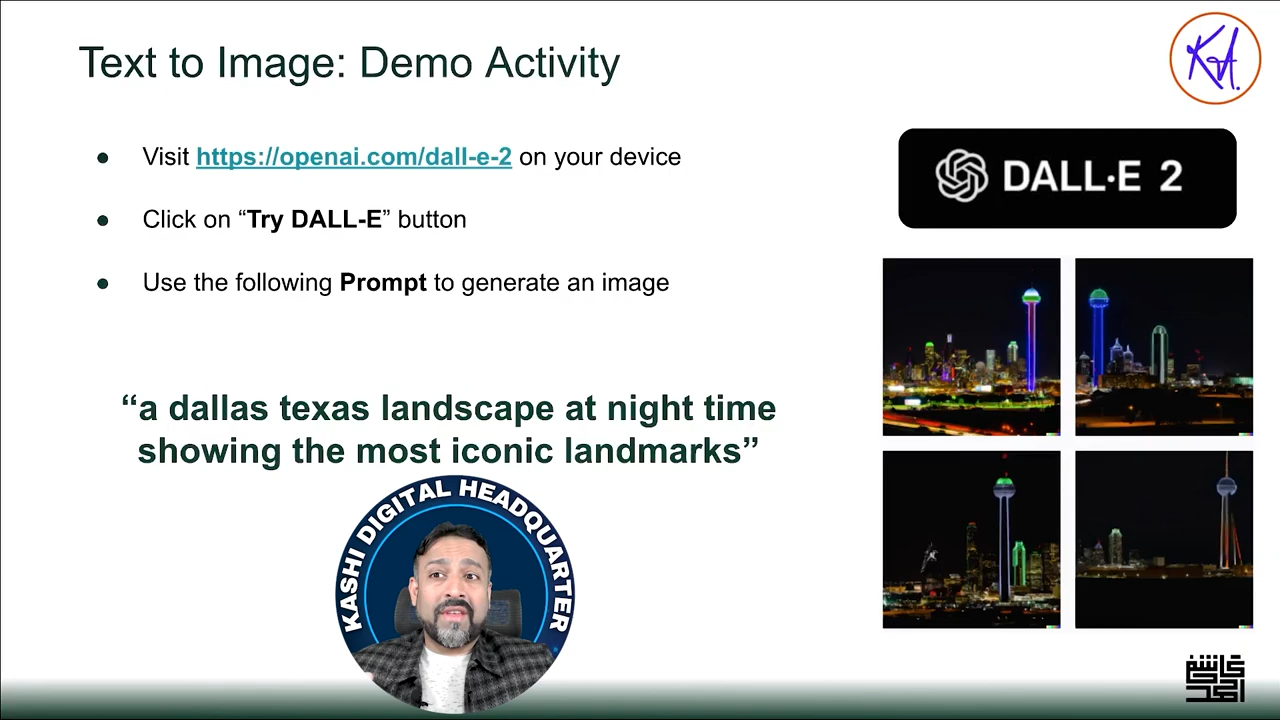 Text to Image: Demo Activity
KA.
● Visit https://openai.com/dall-e-2 on your device
DALL·E 2
● Click on “Try DALL-E” button
● Use the following Prompt to generate an image
“a dallas texas landscape at night time
showing the most iconic landmarks”
KASHI DIGITAL HEADQUARTER